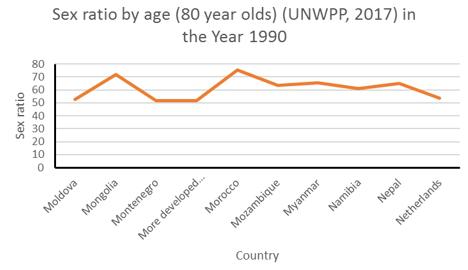 Sex ratio by age (80 year olds) (UNWPP, 2017) in
the Year 1990
80
70
60
50
40
30
20
10
0
Sex ratio
Moldova
Mongolia
Montenegro
More developed...
Morocco
Mozambique
Myanmar
Namibia
Nepal
Netherlands
Country